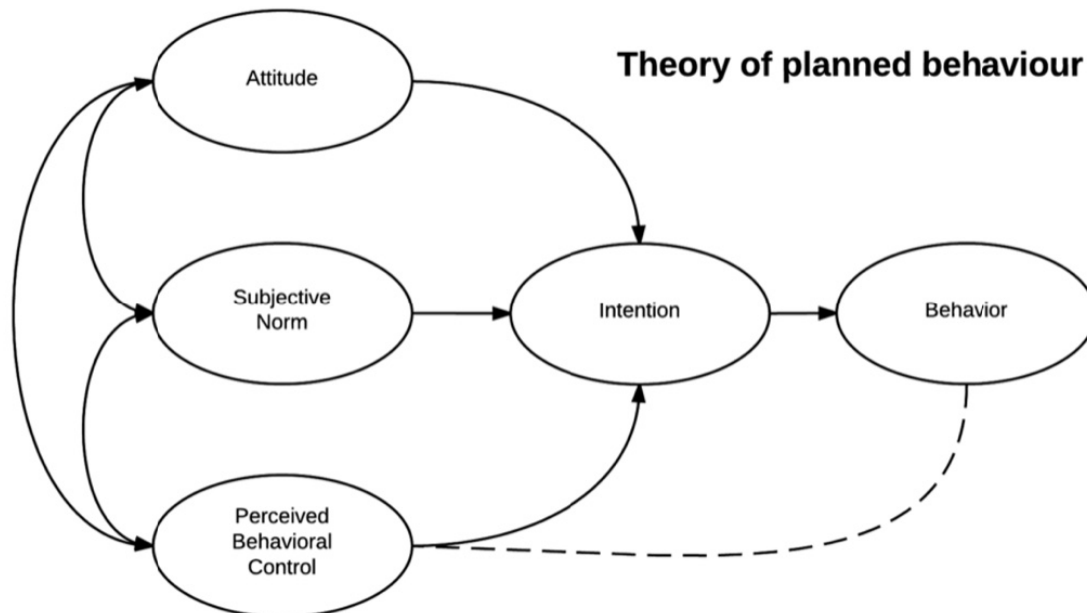 Theory of planned behaviour
Attitude
Subjective
Norm
Intention
Behavior
Perceived
Behavioral
Control